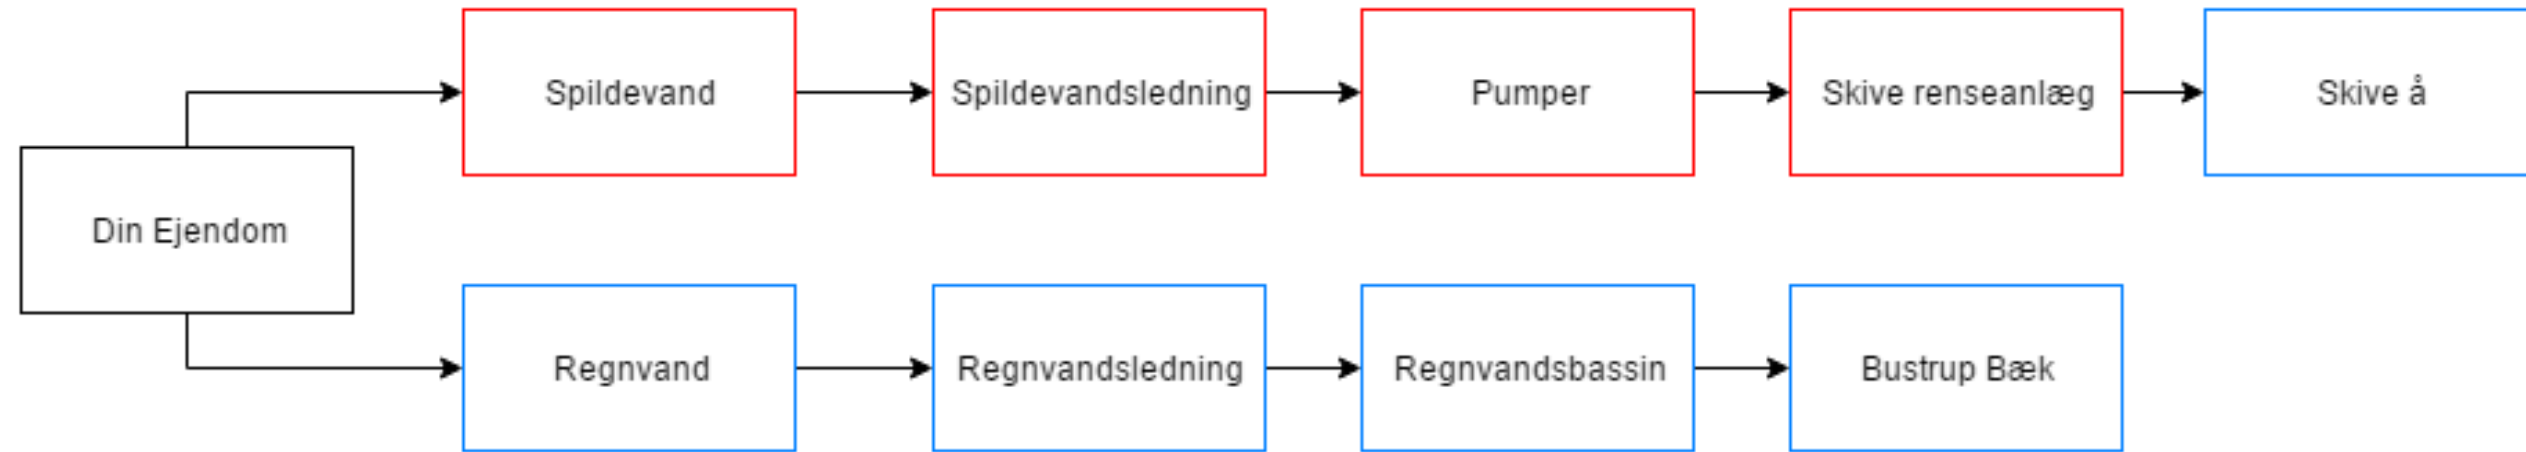 Din Ejendom
Spildevand
Spildevandsledning
Pumper
Skive renseanlæg
Skive å
Regnvand
Regnvandsledning
Regnvandsbassin
Bustrup Bæk